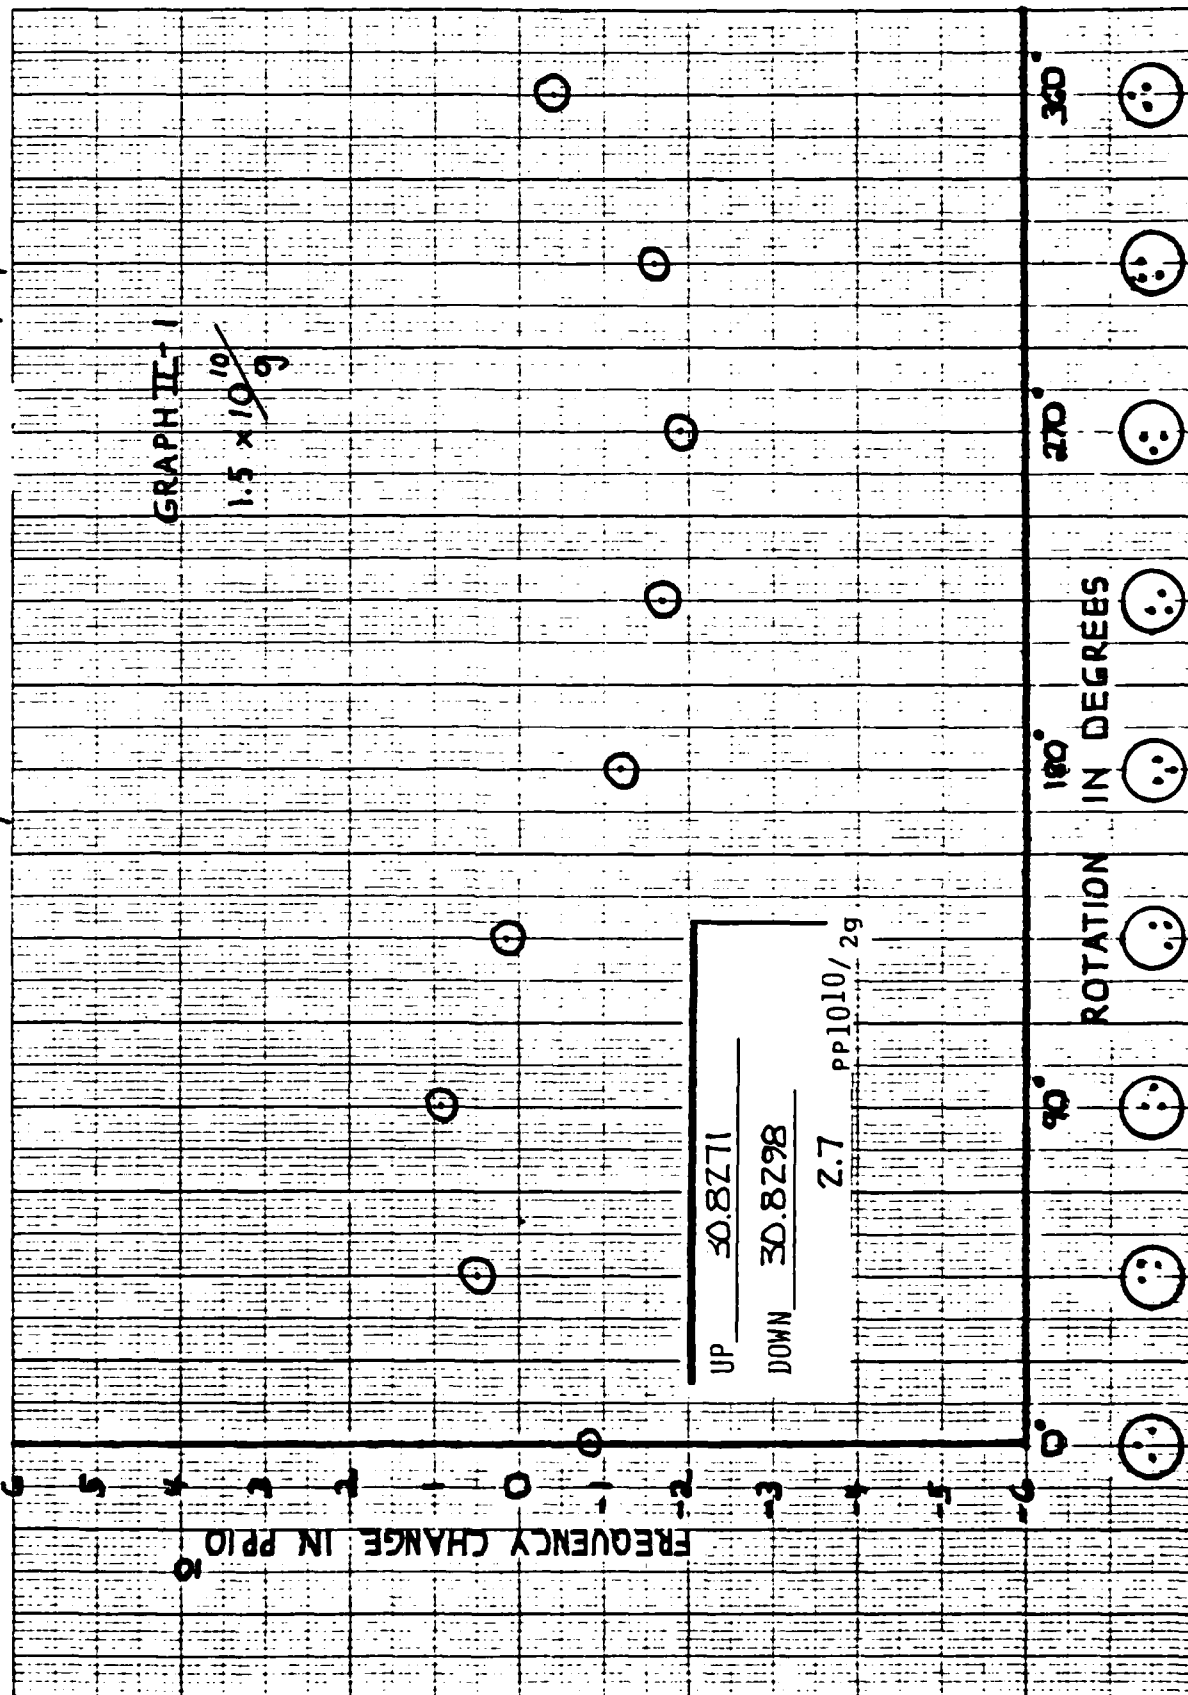 GRAPH II-1
1.5 x 10^10/g
6
5
4
3
2
1
0
-1
-2
-3
-4
-5
-6
FREQUENCY CHANGE IN PP10^10
UP 30.8271
DOWN 30.8298
2.7 PP1010/2g
0° 90° 180° 270° 360°
ROTATION IN DEGREES